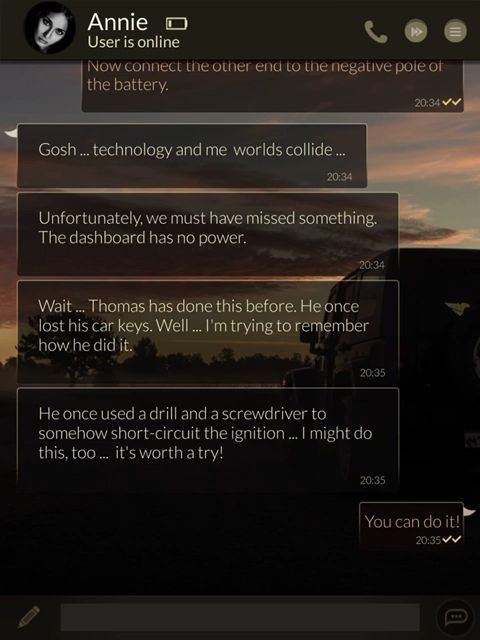 Annie
User is online
Now connect the other end to the negative pole of
the battery.
20:34
Gosh ... technology and me worlds collide ...
20:34
Unfortunately, we must have missed something.
The dashboard has no power.
20:34
Wait ... Thomas has done this before. He once
lost his car keys. Well ... I'm trying to remember
how he did it.
20:35
He once used a drill and a screwdriver to
somehow short-circuit the ignition ... I might do
this, too ... it's worth a try!
20:35
You can do it!
20:35